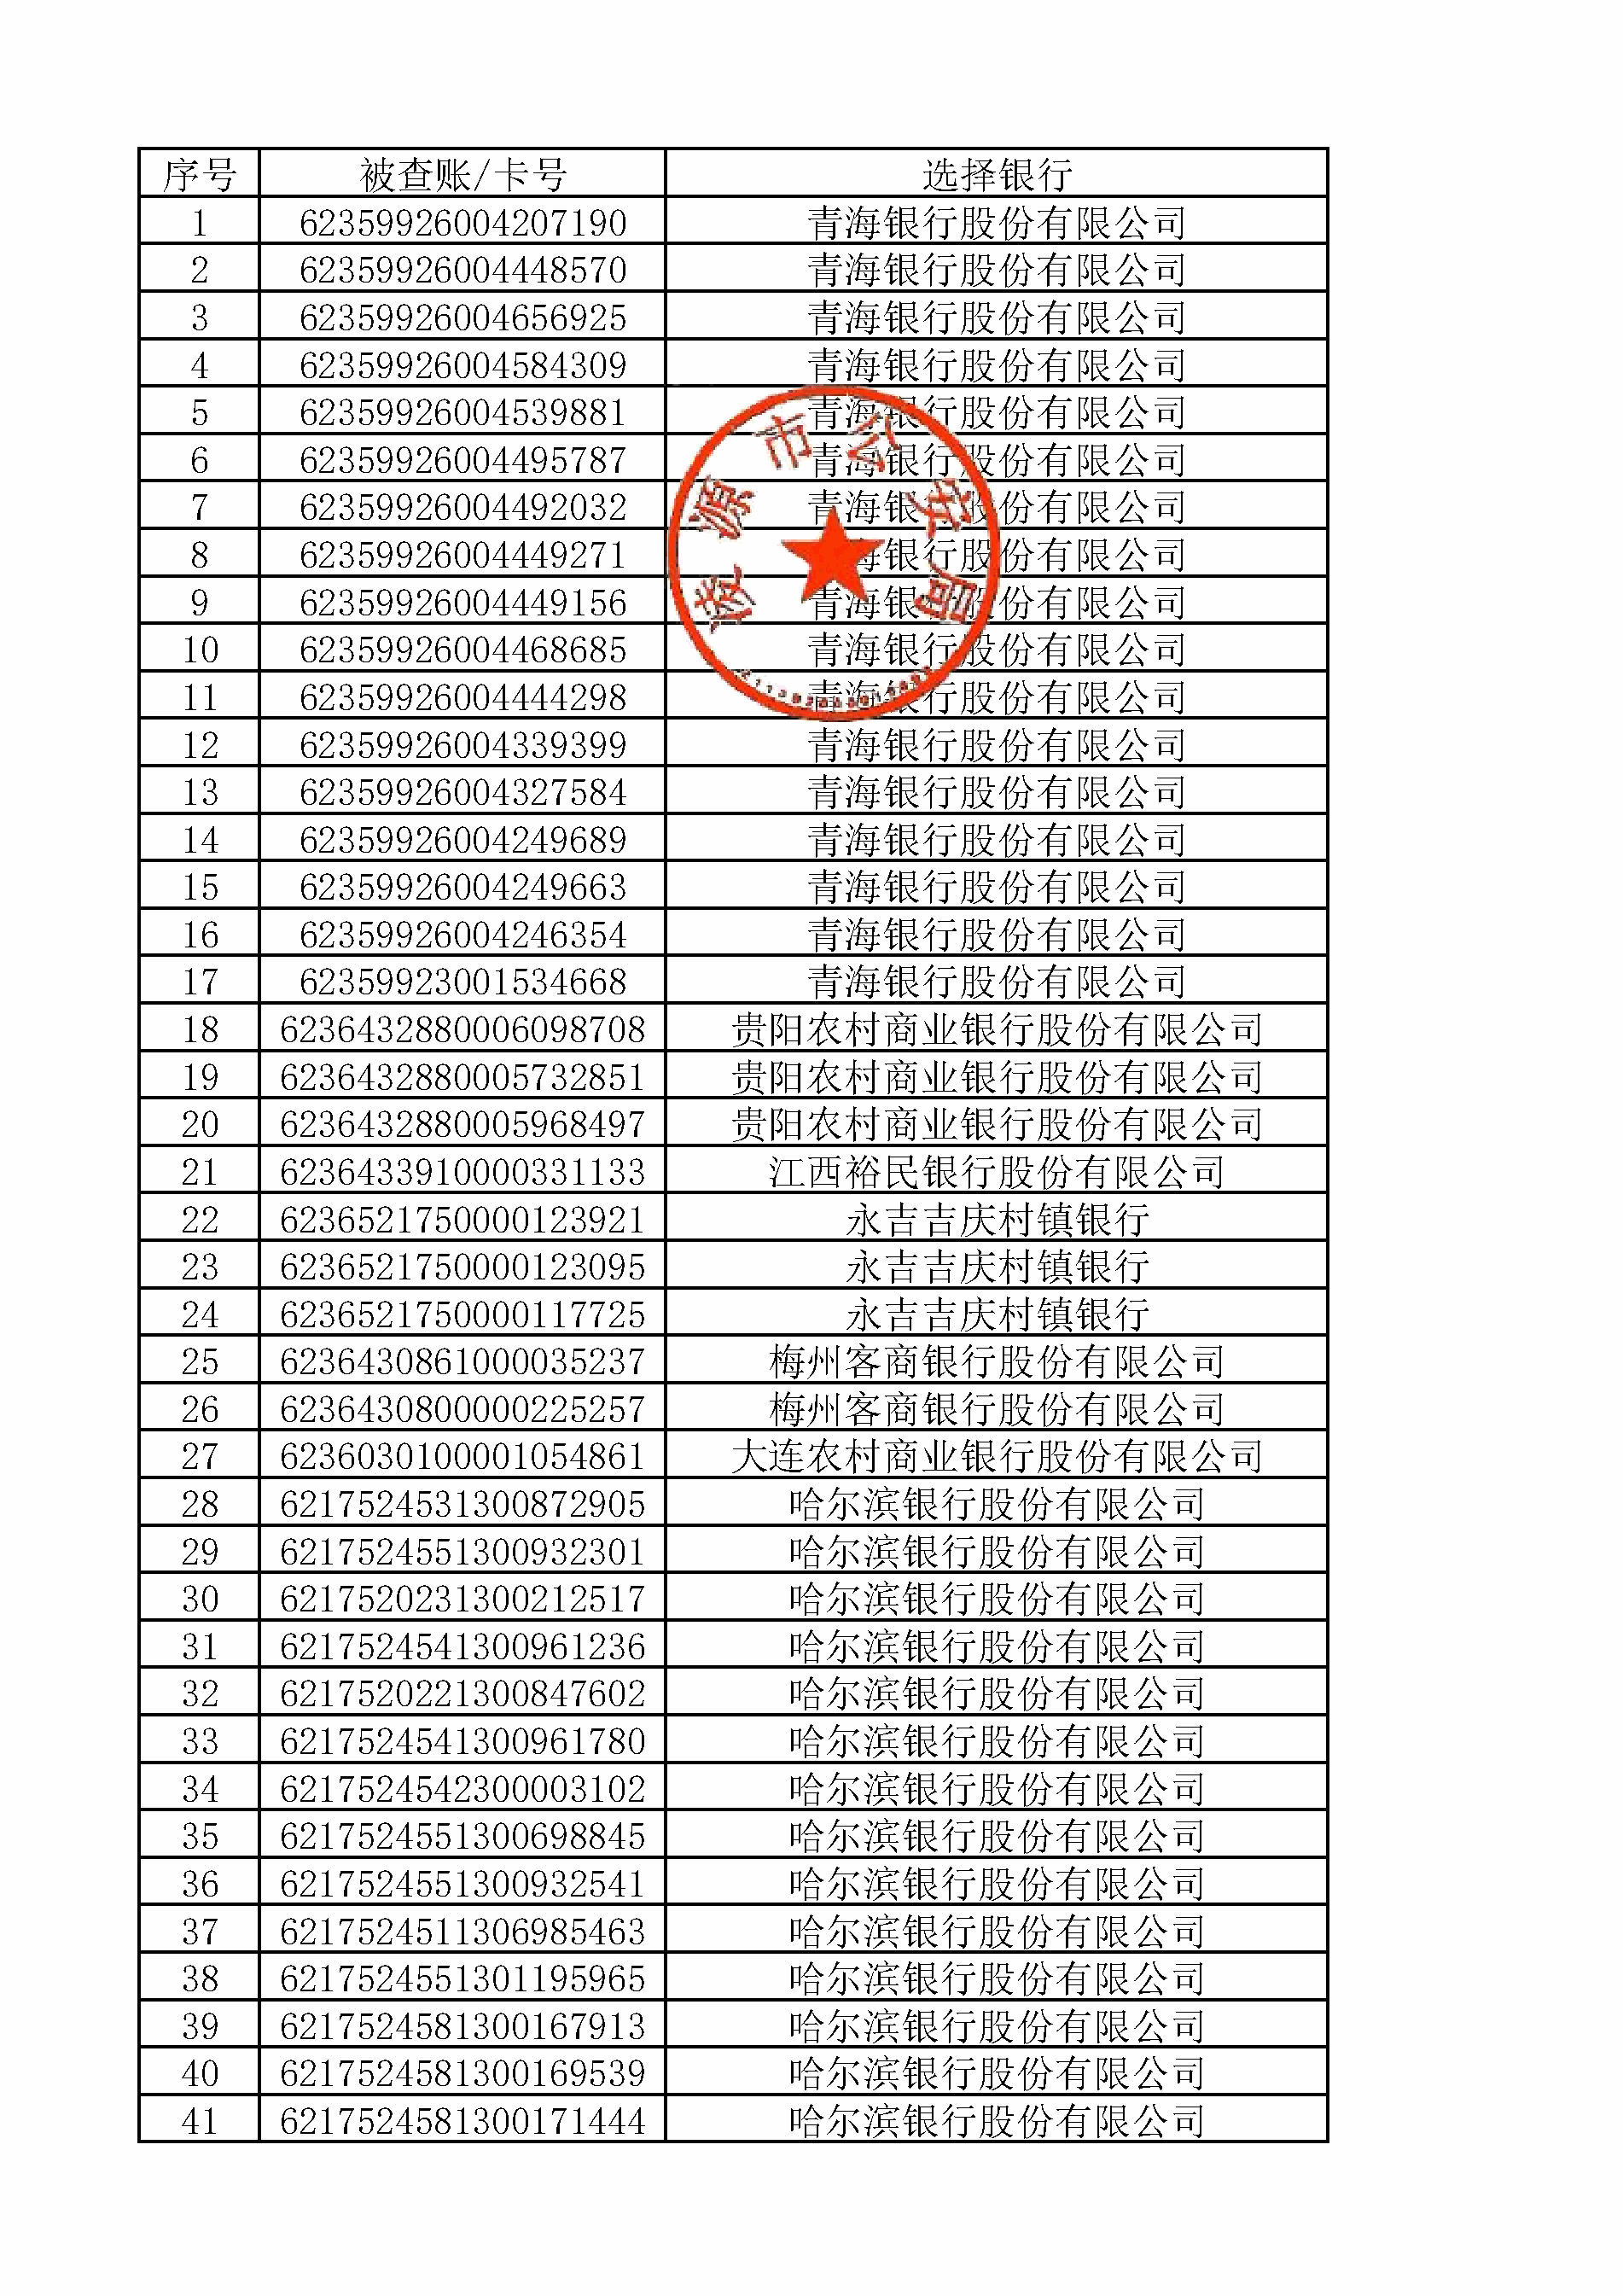 序号 被查账/卡号 选择银行
1 62359926004207190 青海银行股份有限公司
2 62359926004448570 青海银行股份有限公司
3 62359926004656925 青海银行股份有限公司
4 62359926004584309 青海银行股份有限公司
5 62359926004539881 青海银行股份有限公司
6 62359926004495787 青海银行股份有限公司
7 62359926004492032 青海银行股份有限公司
8 62359926004449271 青海银行股份有限公司
9 62359926004449156 青海银行股份有限公司
10 62359926004468685 青海银行股份有限公司
11 62359926004444298 青海银行股份有限公司
12 62359926004339399 青海银行股份有限公司
13 62359926004327584 青海银行股份有限公司
14 62359926004249689 青海银行股份有限公司
15 62359926004249663 青海银行股份有限公司
16 62359926004246354 青海银行股份有限公司
17 62359923001534668 青海银行股份有限公司
18 6236432880006098708 贵阳农村商业银行股份有限公司
19 6236432880005732851 贵阳农村商业银行股份有限公司
20 6236432880005968497 贵阳农村商业银行股份有限公司
21 6236433910000331133 江西裕民银行股份有限公司
22 6236521750000123921 永吉吉庆村镇银行
23 6236521750000123095 永吉吉庆村镇银行
24 6236521750000117725 永吉吉庆村镇银行
25 6236430861000035237 梅州客商银行股份有限公司
26 6236430800000225257 梅州客商银行股份有限公司
27 6236030100001054861 大连农村商业银行股份有限公司
28 6217524531300872905 哈尔滨银行股份有限公司
29 6217524551300932301 哈尔滨银行股份有限公司
30 6217520231300212517 哈尔滨银行股份有限公司
31 6217524541300961236 哈尔滨银行股份有限公司
32 6217520221300847602 哈尔滨银行股份有限公司
33 6217524541300961780 哈尔滨银行股份有限公司
34 6217524542300003102 哈尔滨银行股份有限公司
35 6217524551300698845 哈尔滨银行股份有限公司
36 6217524551300932541 哈尔滨银行股份有限公司
37 6217524511306985463 哈尔滨银行股份有限公司
38 6217524551301195965 哈尔滨银行股份有限公司
39 6217524581300167913 哈尔滨银行股份有限公司
40 6217524581300169539 哈尔滨银行股份有限公司
41 6217524581300171444 哈尔滨银行股份有限公司
凌源市公安局